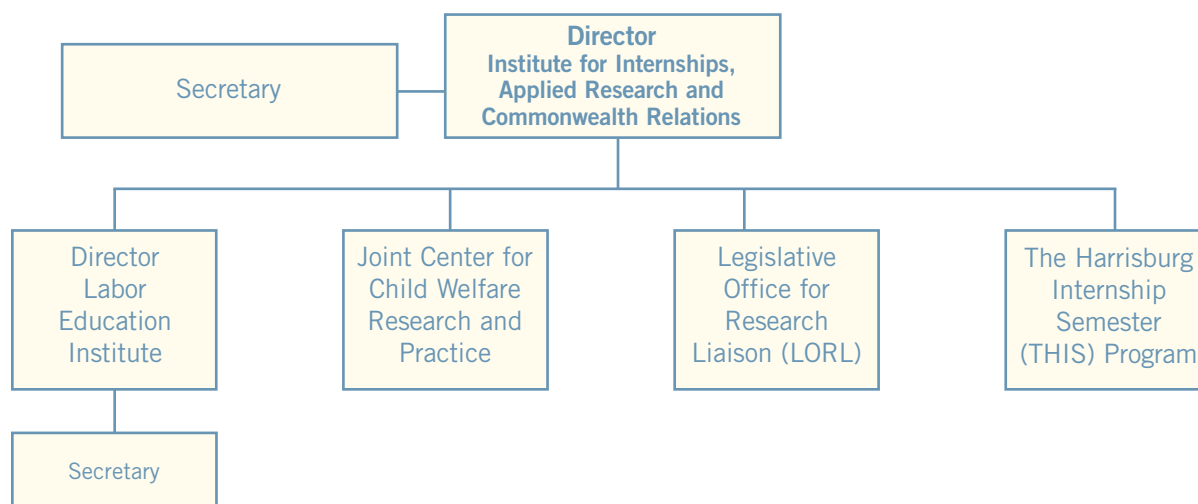 Secretary
Director
Institute for Internships,
Applied Research and
Commonwealth Relations
Director
Labor
Education
Institute
Joint Center for
Child Welfare
Research and
Practice
Legislative
Office for
Research
Liaison (LORL)
The Harrisburg
Internship
Semester
(THIS) Program
Secretary